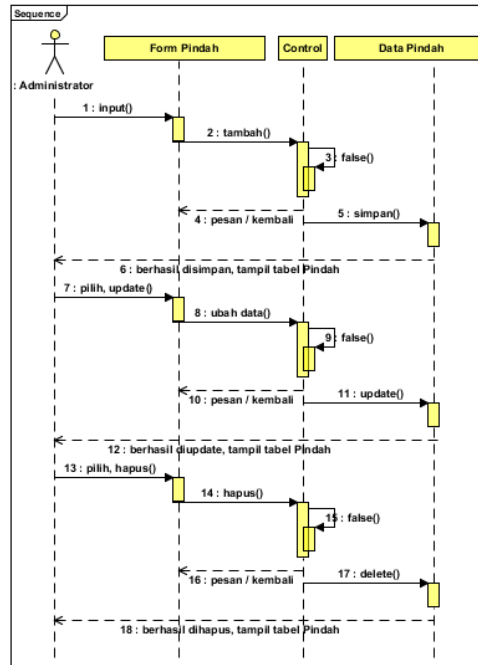 Sequence
Form Pindah
Control
Data Pindah
: Administrator
1 : input()
2 : tambah()
3 : false()
4 : pesan / kembali
5 : simpan()
6 : berhasil disimpan, tampil tabel Pindah
7 : pilih, update()
8 : ubah data()
9 : false()
10 : pesan / kembali
11 : update()
12 : berhasil diupdate, tampil tabel Pindah
13 : pilih, hapus()
14 : hapus()
15 : false()
16 : pesan / kembali
17 : delete()
18 : berhasil dihapus, tampil tabel Pindah